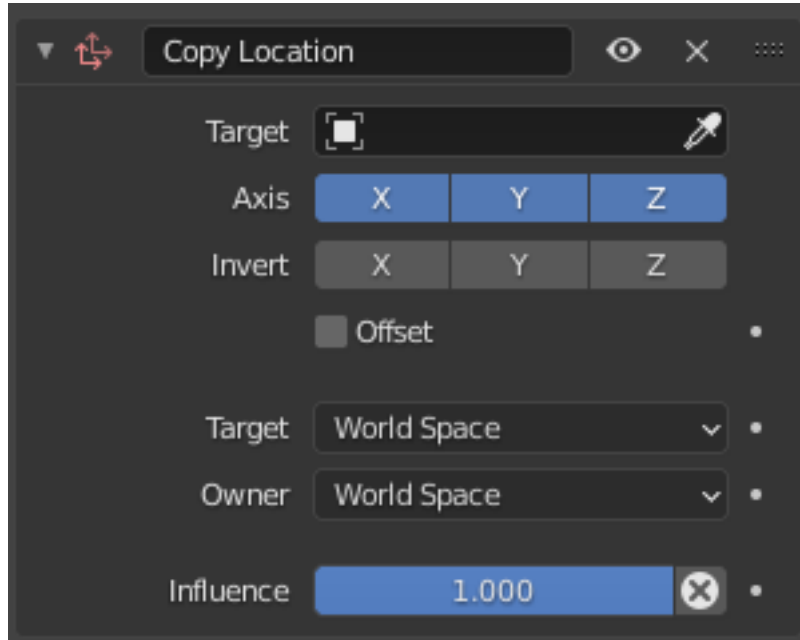 Copy Location
Target
Axis X Y Z
Invert X Y Z
Offset
Target World Space
Owner World Space
Influence 1.000